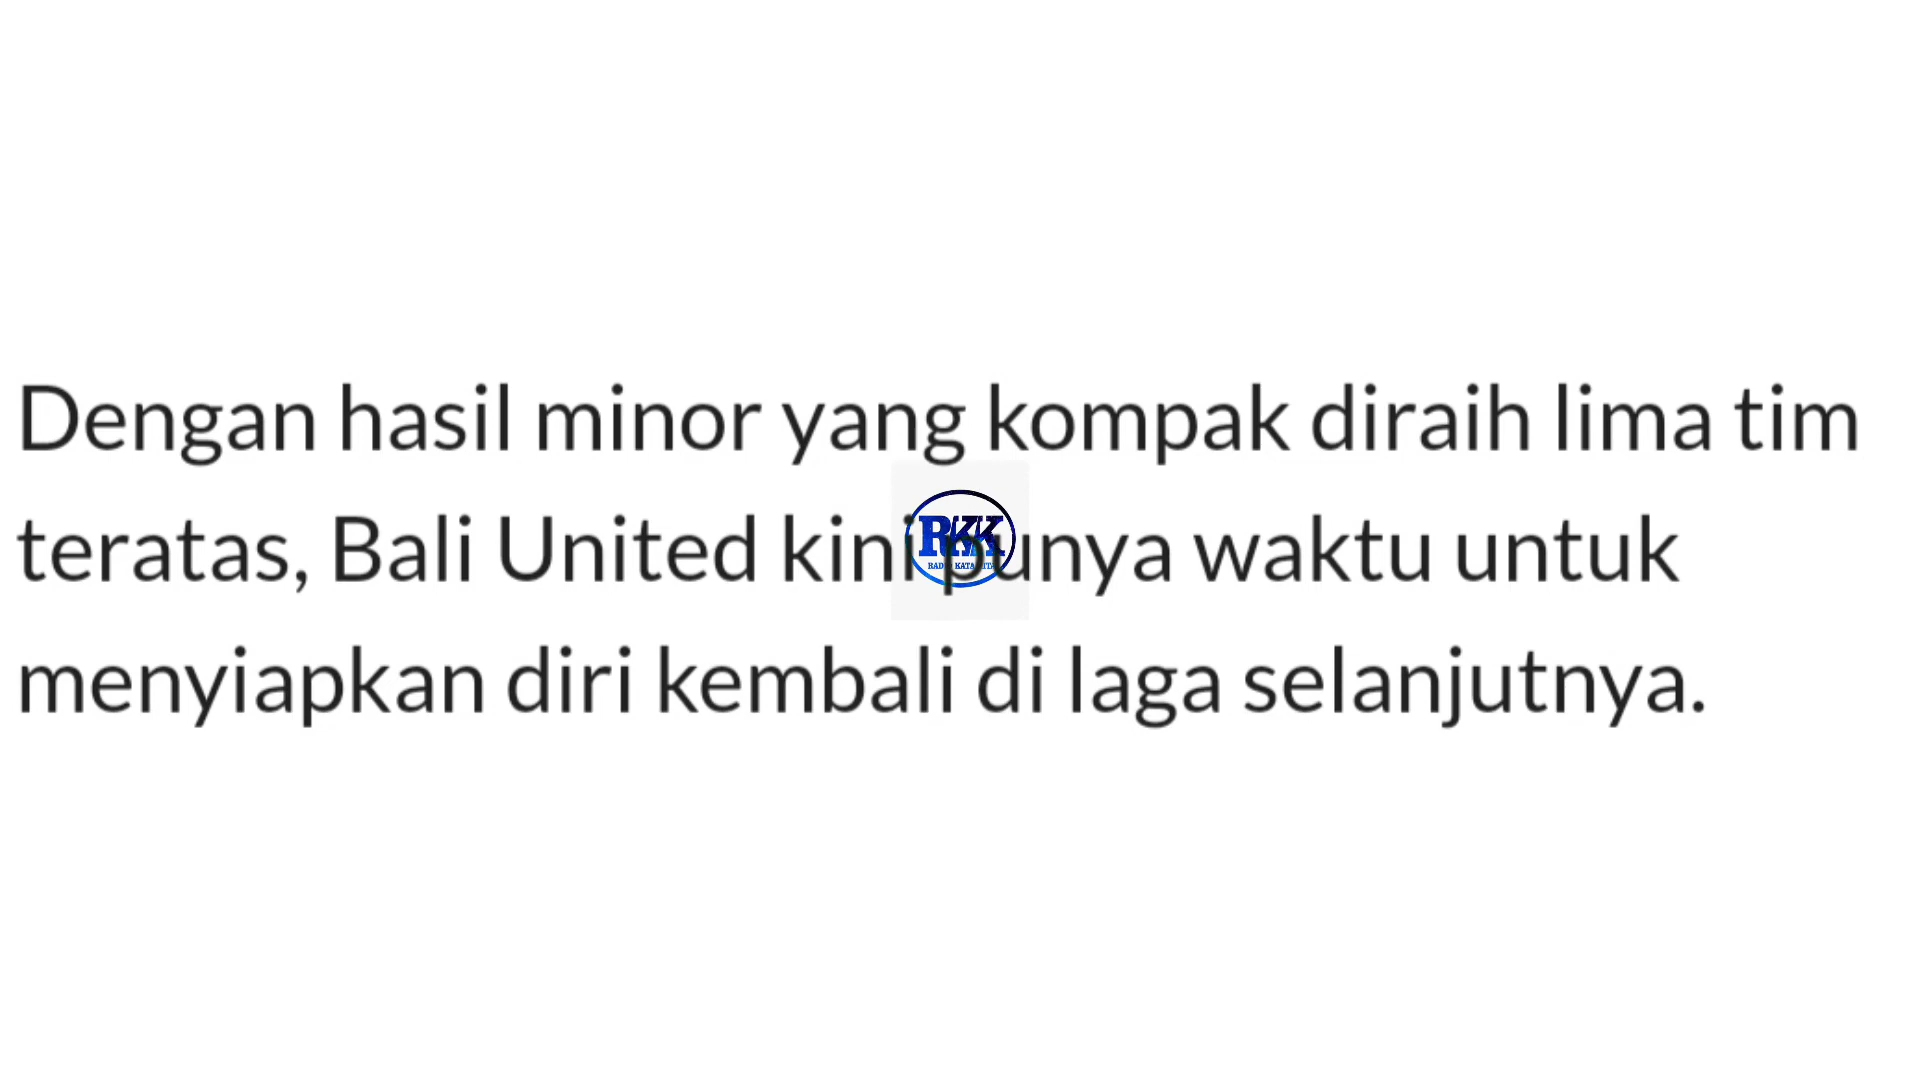 Dengan hasil minor yang kompak diraih lima tim
teratas, Bali United kini punya waktu untuk
RKK
menyiapkan diri kembali di laga selanjutnya.